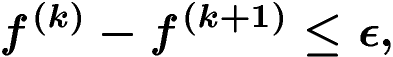 f^{(k)} - f^{(k+1)} ≤ ϵ,